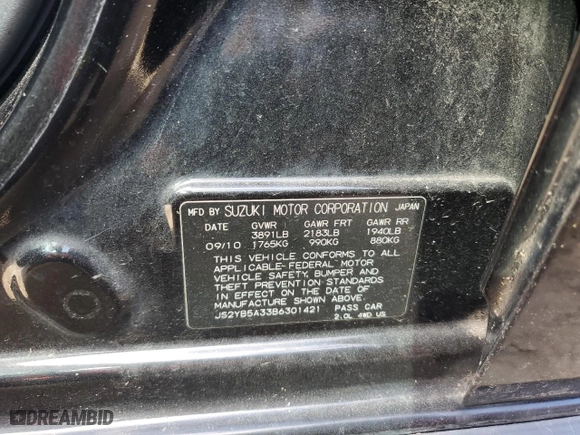 MFD BY SUZUKI MOTOR CORPORATION JAPAN
DATE GVWR GAWR FRT GAWR RR
3891LB 2183LB 1940LB
09/10 1765KG 990KG 880KG
THIS VEHICLE CONFORMS TO ALL
APPLICABLE FEDERAL MOTOR
VEHICLE SAFETY, BUMPER AND
THEFT PREVENTION STANDARDS
IN EFFECT ON THE DATE OF
MANUFACTURE SHOWN ABOVE.
JS2YB5A33B6301421 PASS CAR
2.0L 4WD US
DREAMBID